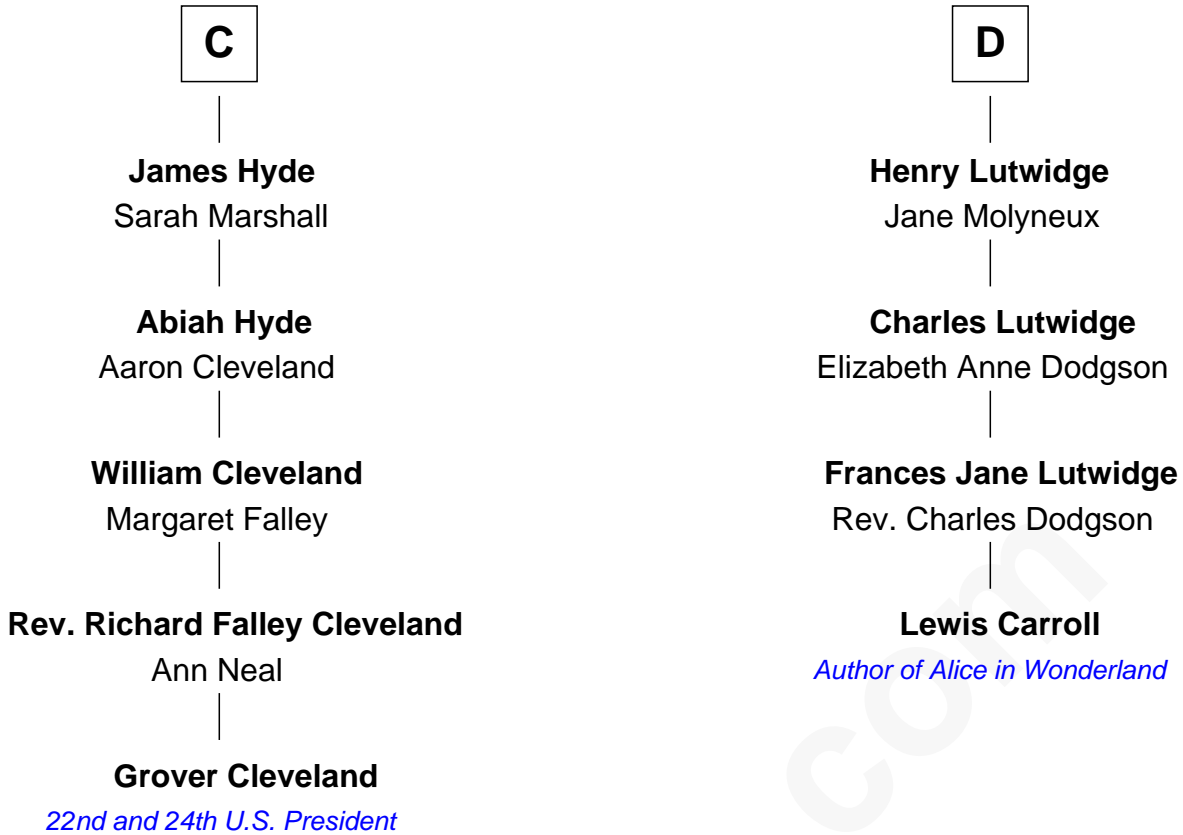 C
James Hyde
Sarah Marshall
Abiah Hyde
Aaron Cleveland
William Cleveland
Margaret Falley
Rev. Richard Falley Cleveland
Ann Neal
Grover Cleveland
22nd and 24th U.S. President
D
Henry Lutwidge
Jane Molyneux
Charles Lutwidge
Elizabeth Anne Dodgson
Frances Jane Lutwidge
Rev. Charles Dodgson
Lewis Carroll
Author of Alice in Wonderland
com